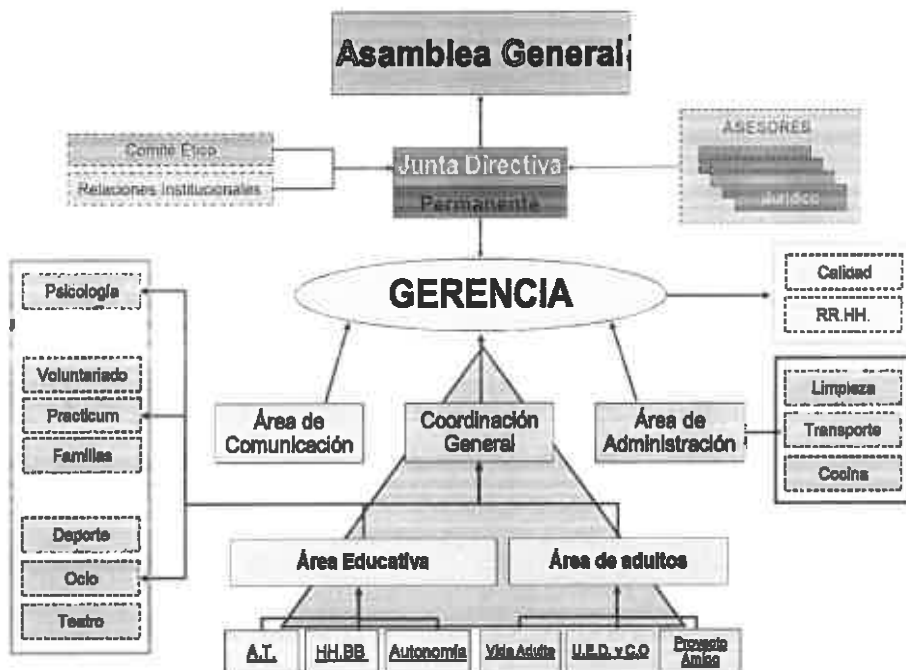 Asamblea General
Comité Ético
Relaciones Institucionales
Junta Directiva
Permanente
ASESORES
Jurídico
GERENCIA
Calidad
RR.HH.
Psicología
Voluntariado
Practicum
Familias
Deporte
Ocio
Teatro
Área de
Comunicación
Coordinación
General
Área de
Administración
Limpieza
Transporte
Cocina
Área Educativa
Área de adultos
A.T.
HH.BB
Autonomía
Vida Adulta
U.E.D. y C.O
Proyecto
Amigo